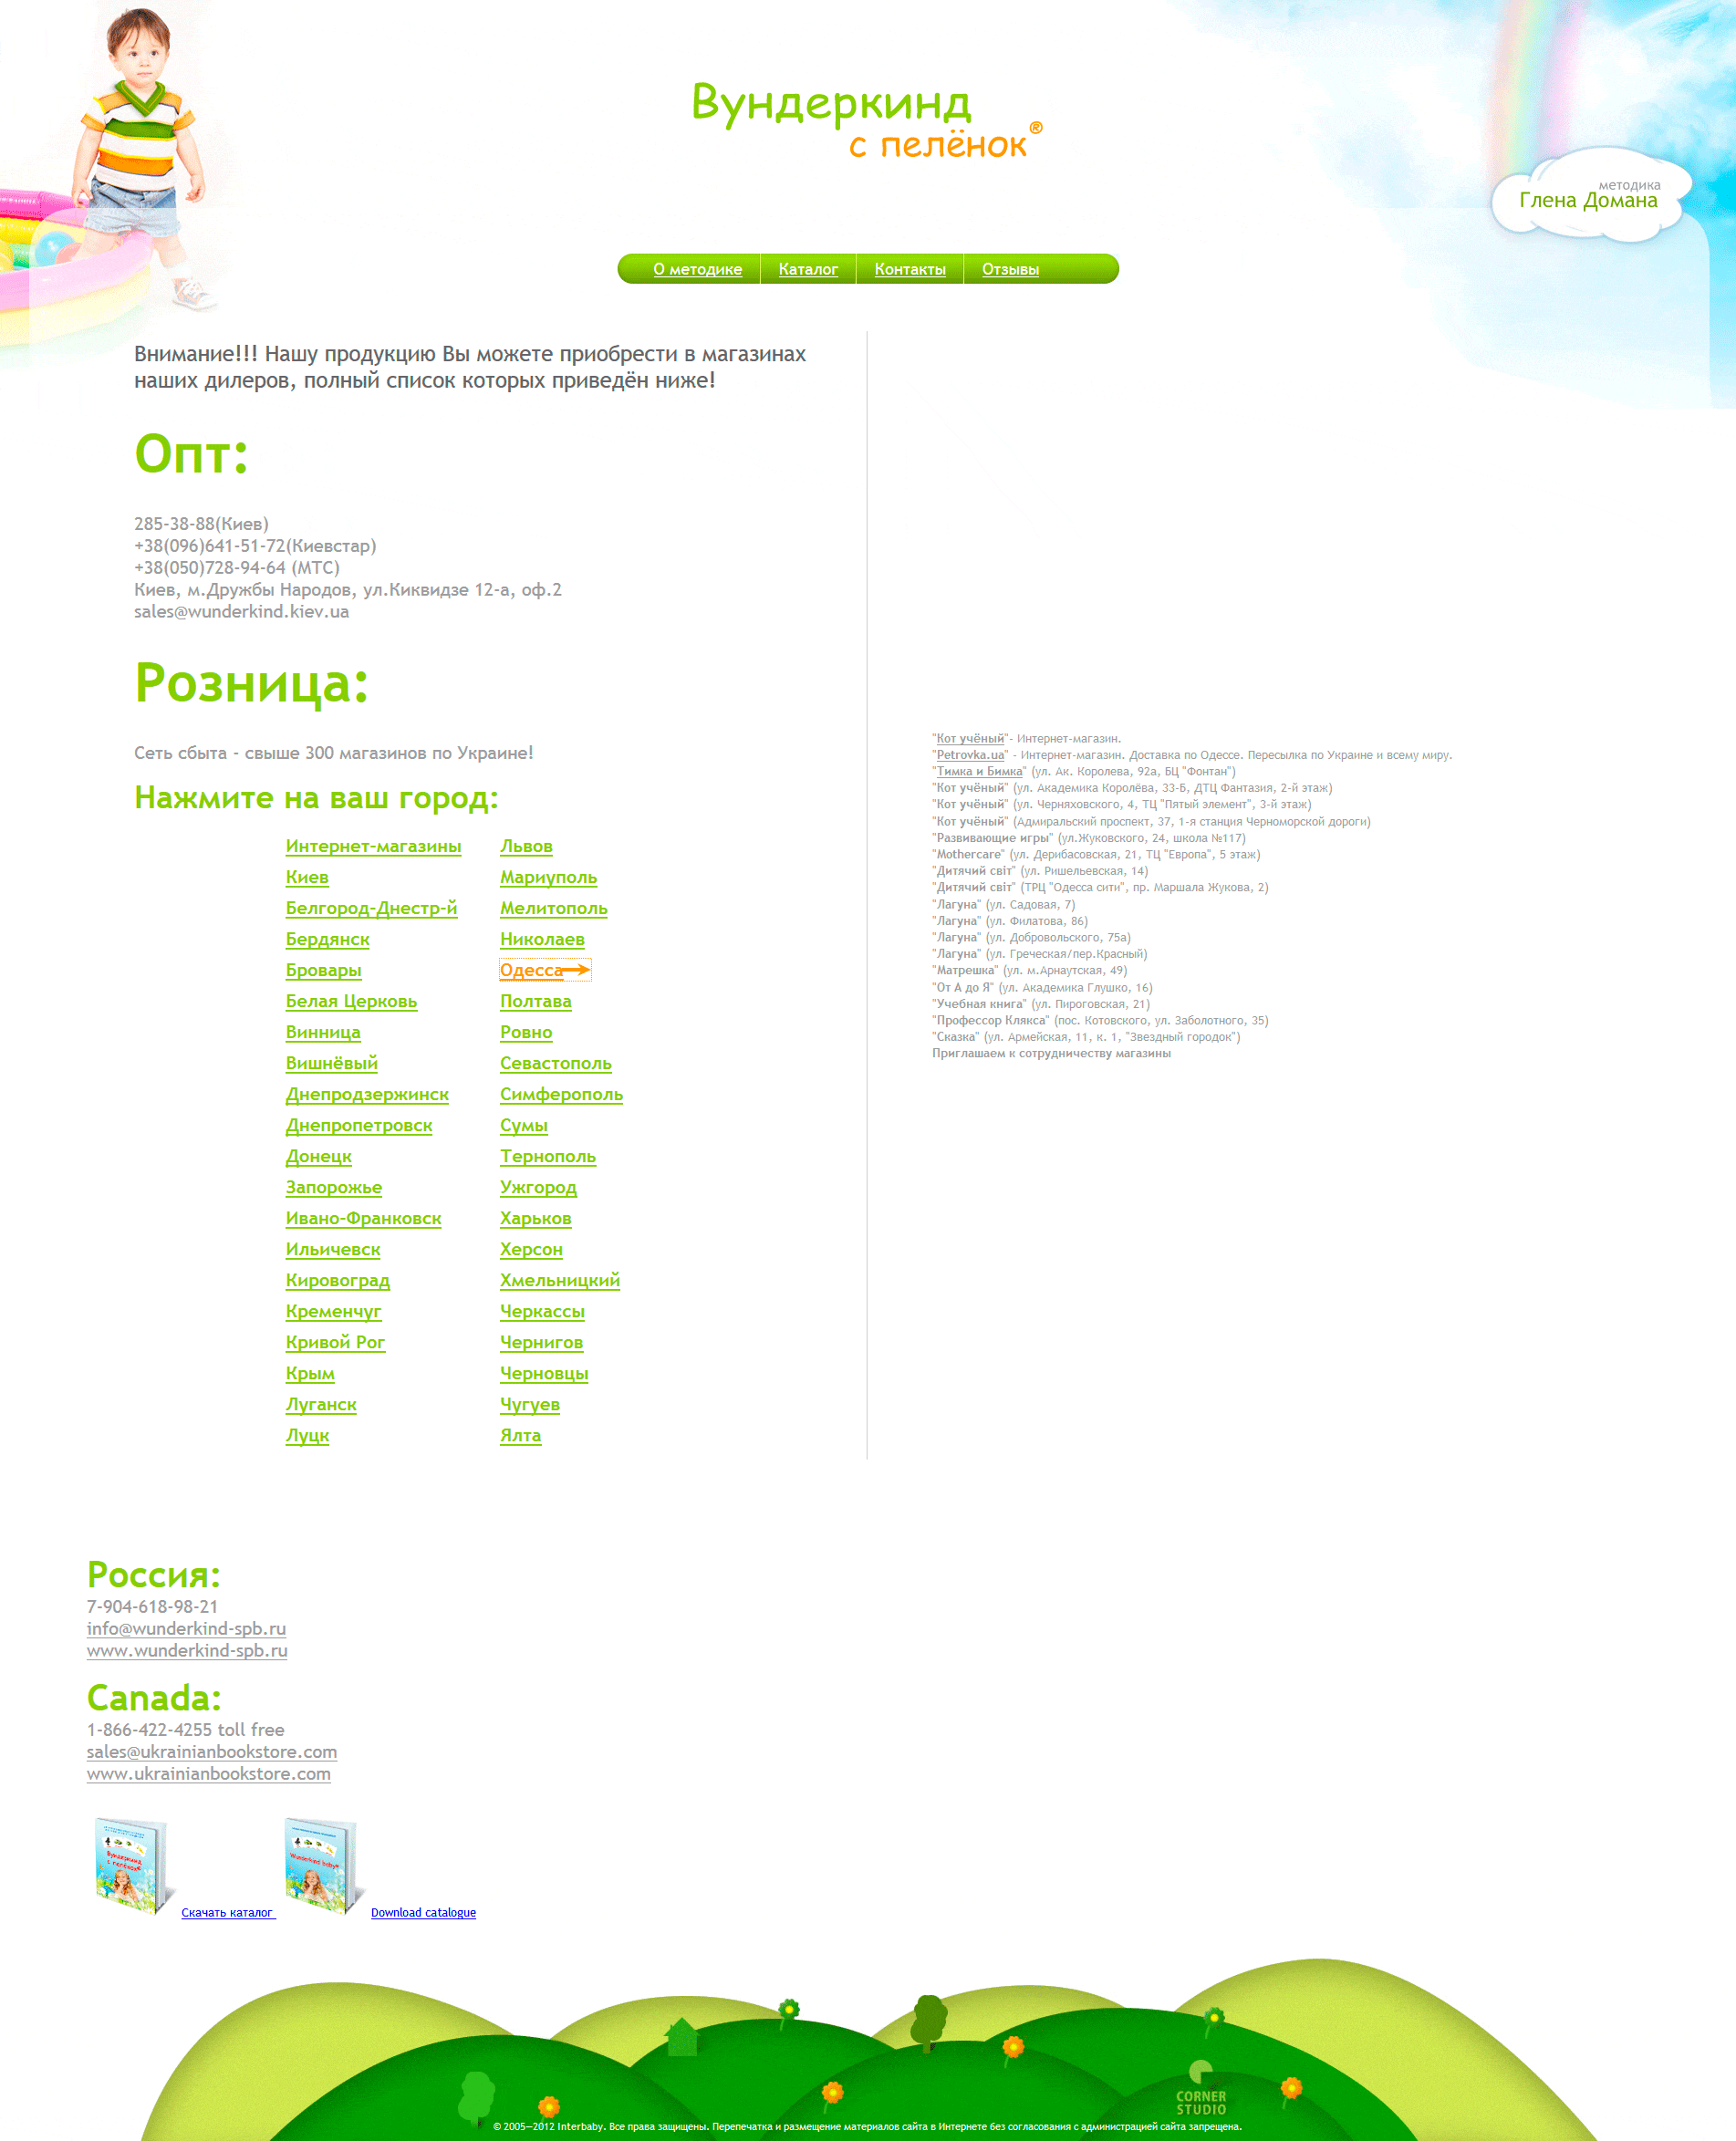 Вундеркинд
с пелёнок®
методика
Глена Домана
О методике
Каталог
Контакты
Отзывы
Внимание!!! Нашу продукцию Вы можете приобрести в магазинах
наших дилеров, полный список которых приведён ниже!
Опт:
285-38-88(Киев)
+38(096)641-51-72(Киевстар)
+38(050)728-94-64 (МТС)
Киев, м.Дружбы Народов, ул.Киквидзе 12-а, оф.2
sales@wunderkind.kiev.ua
Розница:
Сеть сбыта - свыше 300 магазинов по Украине!
Нажмите на ваш город:
Интернет-магазины
Киев
Белгород-Днестр-й
Бердянск
Бровары
Белая Церковь
Винница
Вишнёвый
Днепродзержинск
Днепропетровск
Донецк
Запорожье
Ивано-Франковск
Ильичевск
Кировоград
Кременчуг
Кривой Рог
Крым
Луганск
Луцк
Львов
Мариуполь
Мелитополь
Николаев
Одесса
Полтава
Ровно
Севастополь
Симферополь
Сумы
Тернополь
Ужгород
Харьков
Херсон
Хмельницкий
Черкассы
Чернигов
Черновцы
Чугуев
Ялта
"Кот учёный"- Интернет-магазин.
"Petrovka.ua" - Интернет-магазин. Доставка по Одессе. Пересылка по Украине и всему миру.
"Тимка и Бимка" (ул. Ак. Королева, 92а, БЦ "Фонтан")
"Кот учёный" (ул. Академика Королёва, 33-Б, ДТЦ Фантазия, 2-й этаж)
"Кот учёный" (ул. Черняховского, 4, ТЦ "Пятый элемент", 3-й этаж)
"Кот учёный" (Адмиральский проспект, 37, 1-я станция Черноморской дороги)
"Развивающие игры" (ул.Жуковского, 24, школа №117)
"Mothercare" (ул. Дерибасовская, 21, ТЦ "Европа", 5 этаж)
"Дитячий світ" (ул. Ришельевская, 14)
"Дитячий світ" (ТРЦ "Одесса сити", пр. Маршала Жукова, 2)
"Лагуна" (ул. Садовая, 7)
"Лагуна" (ул. Филатова, 86)
"Лагуна" (ул. Добровольского, 75а)
"Лагуна" (ул. Греческая/пер.Красный)
"Матрешка" (ул. м.Арнаутская, 49)
"От А до Я" (ул. Академика Глушко, 16)
"Учебная книга" (ул. Пироговская, 21)
"Профессор Клякса" (пос. Котовского, ул. Заболотного, 35)
"Сказка" (ул. Армейская, 11, к. 1, "Звездный городок")
Приглашаем к сотрудничеству магазины
Россия:
7-904-618-98-21
info@wunderkind-spb.ru
www.wunderkind-spb.ru
Canada:
1-866-422-4255 toll free
sales@ukrainianbookstore.com
www.ukrainianbookstore.com
Вундеркинд
с пелёнок®
Wunderkind baby®
Скачать каталог
Download catalogue
CORNER
STUDIO
© 2005—2012 Interbaby. Все права защищены. Перепечатка и размещение материалов сайта в Интернете без согласования с администрацией сайта запрещена.